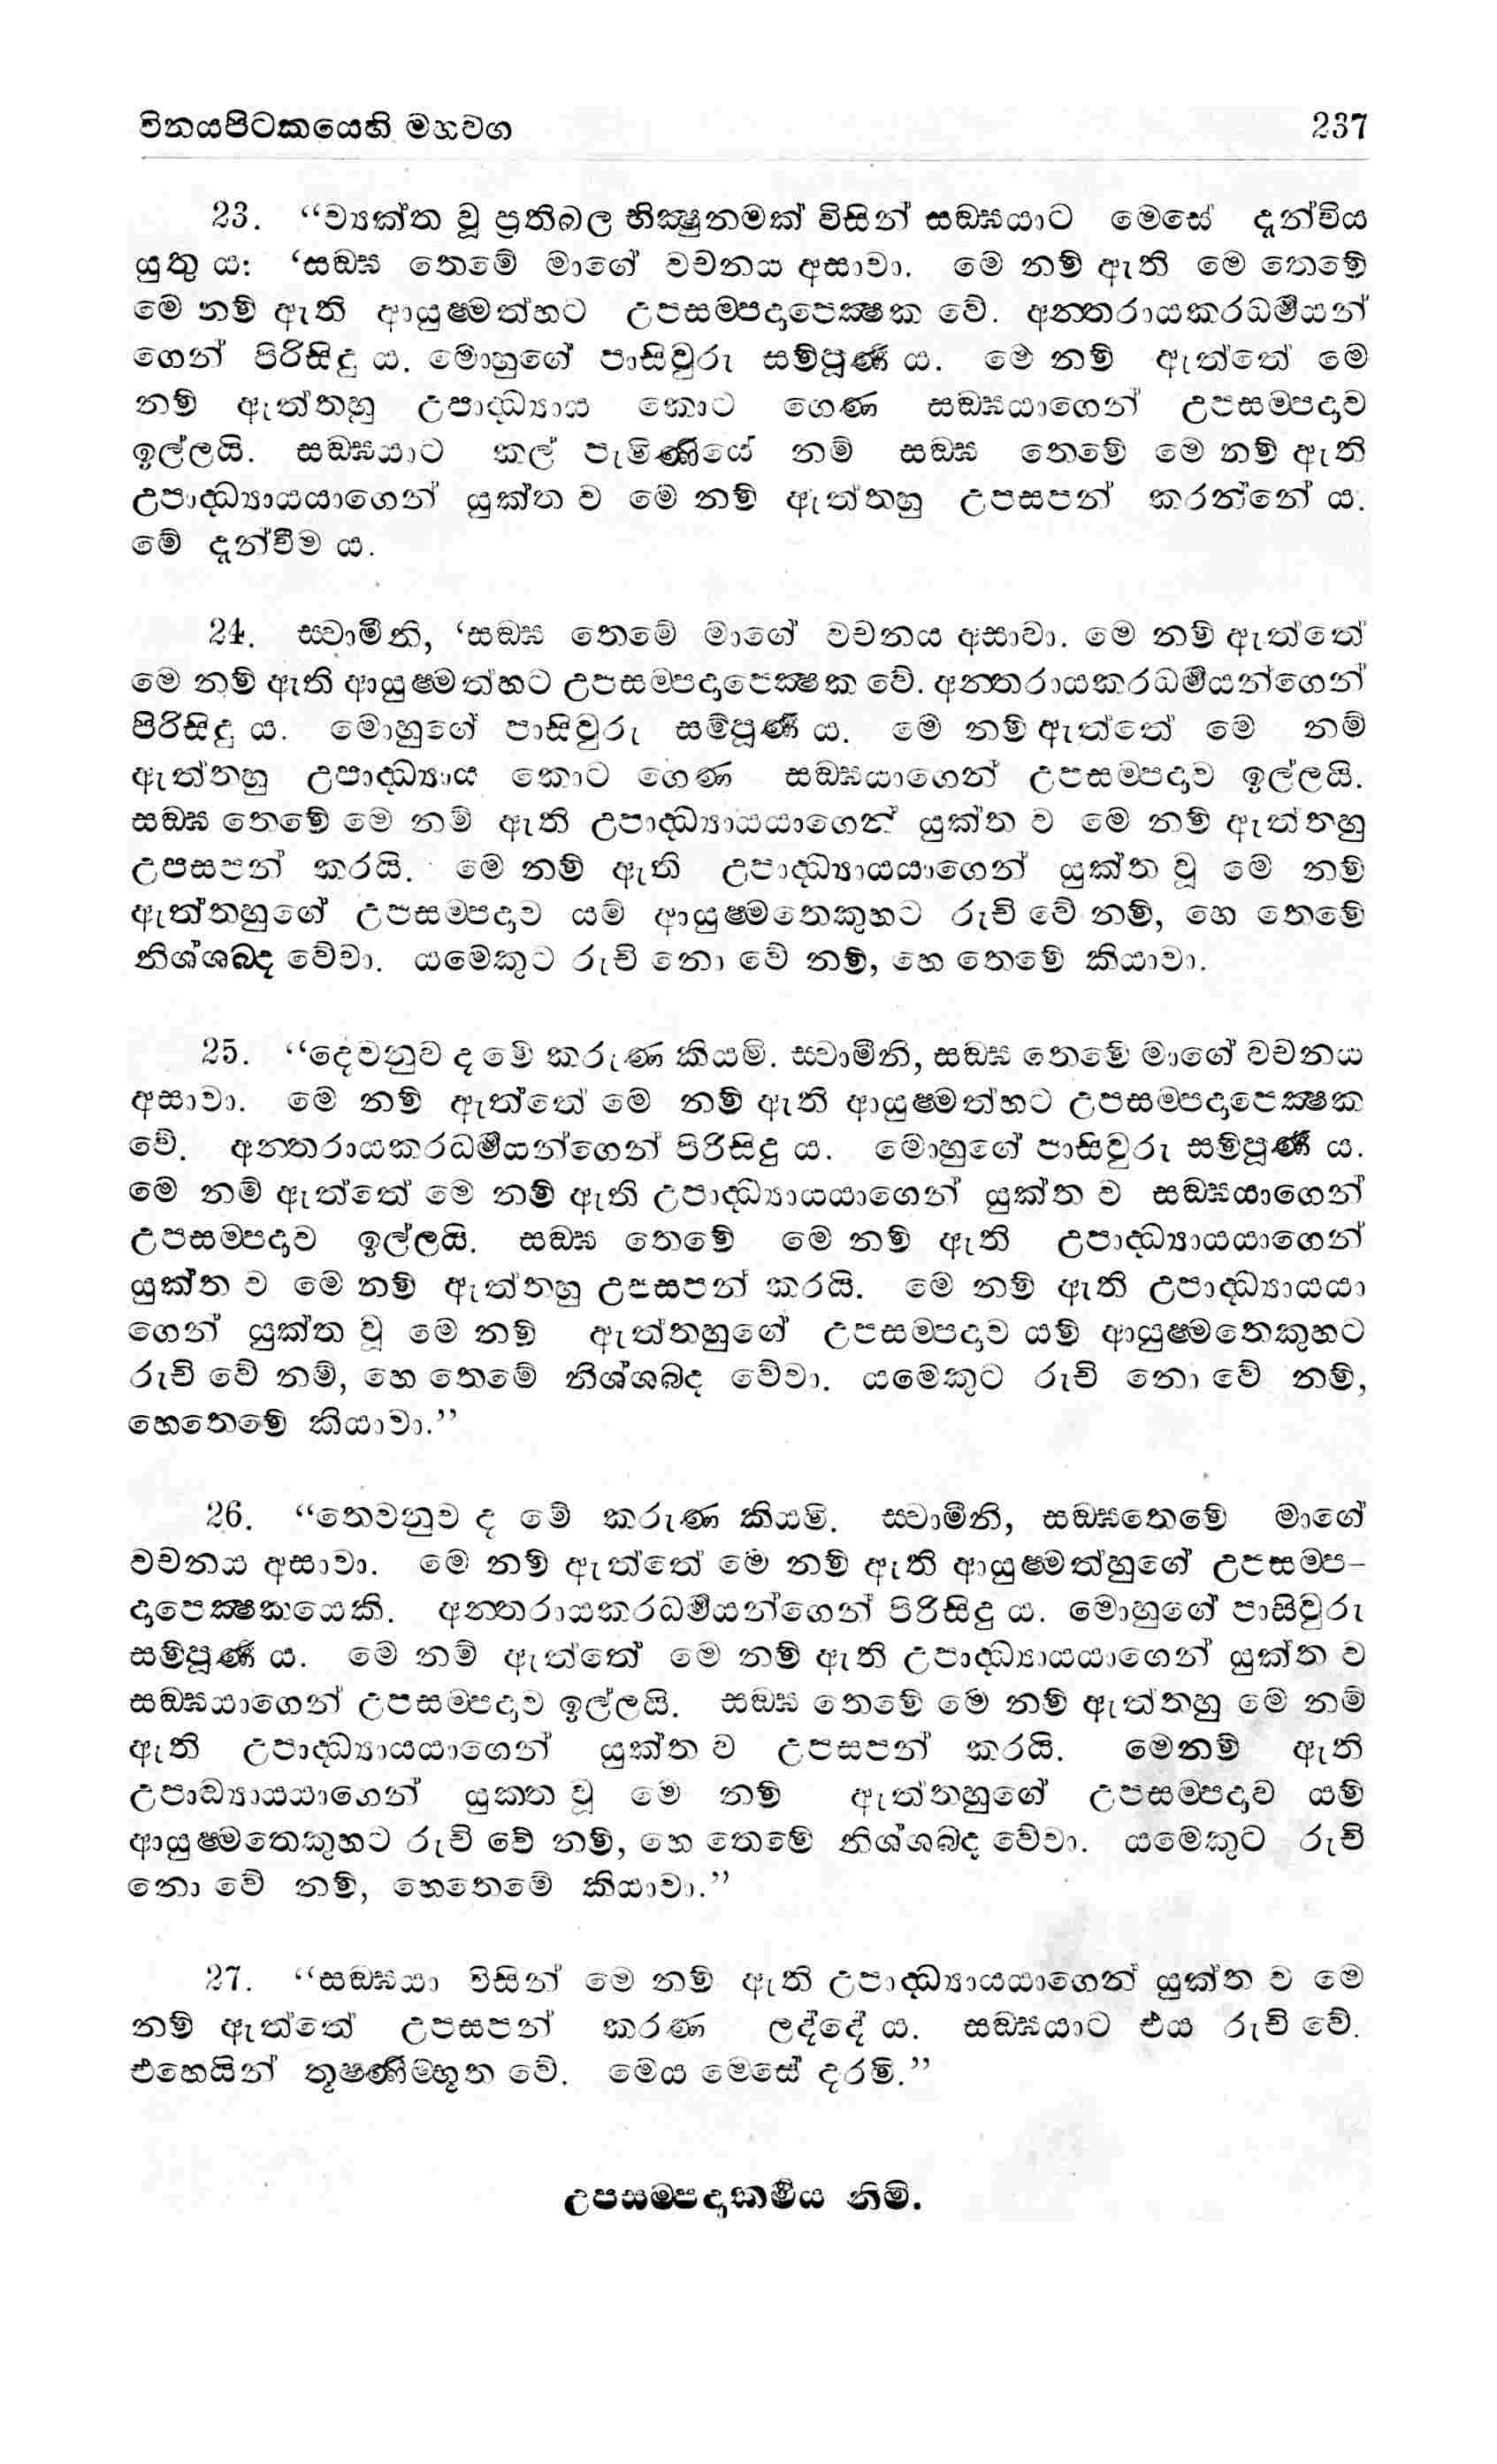 විනයපිටකයෙහි මහවග 237
23. “ව්‍යක්ත වූ ප්‍රතිබල භික්‍ෂුනමක් විසින් සඞ්ඝයාට මෙසේ දැන්විය
යුතු ය: ‘සඞ්ඝ තෙමේ මාගේ වචනය අසාවා. මෙ නම් ඇති මෙ තෙමේ
මෙ නම් ඇති ආයුෂ්මත්හට උපසම්පදාපෙක්‍ෂක වේ. අන්තරායකරධර්‍මයන්
ගෙන් පිරිසිදු ය. මොහුගේ පාසිවුරු සම්පූර්‍ණ ය. මෙ නම් ඇත්තේ මෙ
නම් ඇත්තහු උපාද්ධ්‍යාය කොට ගෙණ සඞ්ඝයාගෙන් උපසම්පදාව
ඉල්ලයි. සඞ්ඝයාට කල් පැමිණියේ නම් සඞ්ඝ තෙමේ මෙ නම් ඇති
උපාද්ධ්‍යායයාගෙන් යුක්ත ව මෙ නම් ඇත්තහු උපසපන් කරන්නේ ය.
මේ දැන්වීම ය.
24. ස්වාමීනි, ‘සඞ්ඝ තෙමේ මාගේ වචනය අසාවා. මෙ නම් ඇත්තේ
මෙ නම් ඇති ආයුෂ්මත්හට උපසම්පදාපෙක්‍ෂක වේ. අන්තරායකරධර්‍මයන්ගෙන්
පිරිසිදු ය. මොහුගේ පාසිවුරු සම්පූර්‍ණ ය. මෙ නම් ඇත්තේ මෙ නම්
ඇත්තහු උපාද්ධ්‍යාය කොට ගෙණ සඞ්ඝයාගෙන් උපසම්පදාව ඉල්ලයි.
සඞ්ඝ තෙමේ මෙ නම් ඇති උපාද්ධ්‍යායයාගෙන් යුක්ත ව මෙ නම් ඇත්තහු
උපසපන් කරයි. මෙ නම් ඇති උපාද්ධ්‍යායයාගෙන් යුක්ත වූ මෙ නම්
ඇත්තහුගේ උපසම්පදාව යම් ආයුෂ්මතෙකුහට රුචි වේ නම්, හෙ තෙමේ
නිශ්ශබ්ද වේවා. යමෙකුට රුචි නො වේ නම්, හෙ තෙමේ කියාවා.
25. “දෙවනුව ද මේ කරුණ කියමි. ස්වාමීනි, සඞ්ඝ තෙමේ මාගේ වචනය
අසාවා. මෙ නම් ඇත්තේ මෙ නම් ඇති ආයුෂ්මත්හට උපසම්පදාපෙක්‍ෂක
වේ. අන්තරායකරධර්‍මයන්ගෙන් පිරිසිදු ය. මොහුගේ පාසිවුරු සම්පූර්‍ණ ය.
මෙ නම් ඇත්තේ මෙ නම් ඇති උපාද්ධ්‍යායයාගෙන් යුක්ත ව සඞ්ඝයාගෙන්
උපසම්පදාව ඉල්ලයි. සඞ්ඝ තෙමේ මෙ නම් ඇති උපාද්ධ්‍යායයාගෙන්
යුක්ත ව මෙ නම් ඇත්තහු උපසපන් කරයි. මෙ නම් ඇති උපාද්ධ්‍යායයා
ගෙන් යුක්ත වූ මෙ නම් ඇත්තහුගේ උපසම්පදාව යම් ආයුෂ්මතෙකුහට
රුචි වේ නම්, හෙ තෙමේ නිශ්ශබ්ද වේවා. යමෙකුට රුචි නො වේ නම්,
හෙතෙමේ කියාවා.”
26. “තෙවනුව ද මේ කරුණ කියමි. ස්වාමීනි, සඞ්ඝතෙමේ මාගේ
වචනය අසාවා. මෙ නම් ඇත්තේ මෙ නම් ඇති ආයුෂ්මත්හුගේ උපසම්ප-
දාපෙක්‍ෂකයෙකි. අන්තරායකරධර්‍මයන්ගෙන් පිරිසිදු ය. මොහුගේ පාසිවුරු
සම්පූර්‍ණ ය. මෙ නම් ඇත්තේ මෙ නම් ඇති උපාද්ධ්‍යායයාගෙන් යුක්ත ව
සඞ්ඝයාගෙන් උපසම්පදාව ඉල්ලයි. සඞ්ඝ තෙමේ මෙ නම් ඇත්තහු මෙ නම්
ඇති උපාද්ධ්‍යායයාගෙන් යුක්ත ව උපසපන් කරයි. මෙනම් ඇති
උපාධ්‍යායයාගෙන් යුක්ත වූ මෙ නම් ඇත්තහුගේ උපසම්පදාව යම්
ආයුෂ්මතෙකුහට රුචි වේ නම්, හෙ තෙමේ නිශ්ශබ්ද වේවා. යමෙකුට රුචි
නො වේ නම්, හෙතෙමේ කියාවා.”
27. “සඞ්ඝයා විසින් මෙ නම් ඇති උපාද්ධ්‍යායයාගෙන් යුක්ත ව මෙ
නම් ඇත්තේ උපසපන් කරණ ලද්දේ ය. සඞ්ඝයාට එය රුචි වේ.
එහෙයින් තූෂ්ණීම්භූත වේ. මෙය මෙසේ දරමි.”
උපසම්පදාකර්‍මය නිමි.